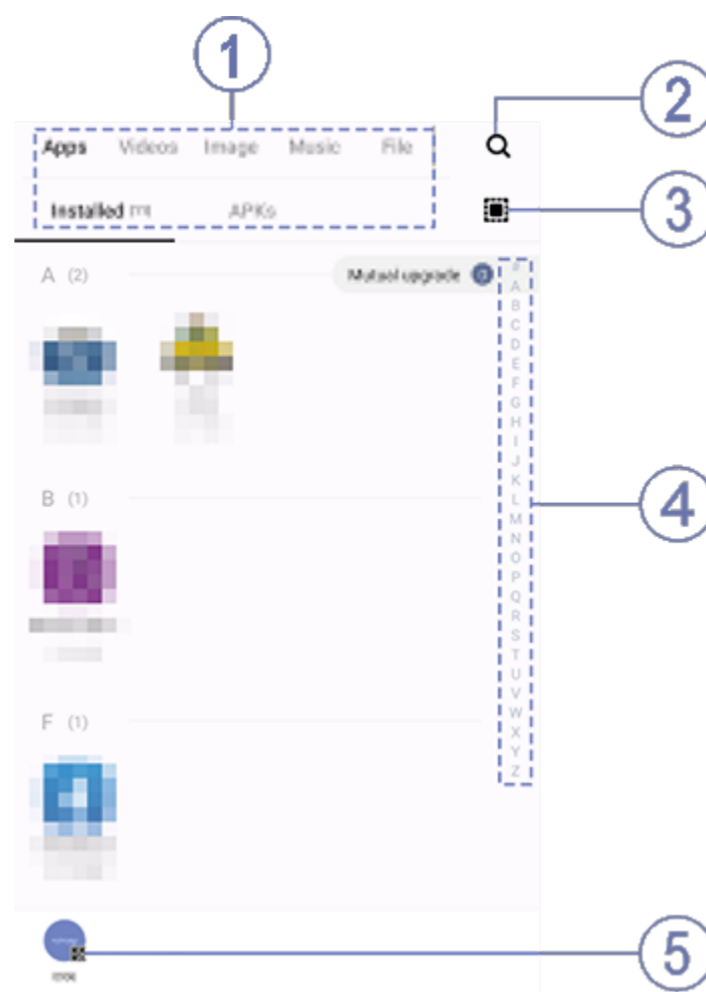 1
2
Apps Videos Image Music File
3
Installed
APKs
A (2)
Mutual upgrade
#
A
B
C
D
E
F
G
H
I
J
K
L
M
N
O
P
Q
R
S
T
U
V
W
X
Y
Z
4
B (1)
F (1)
5